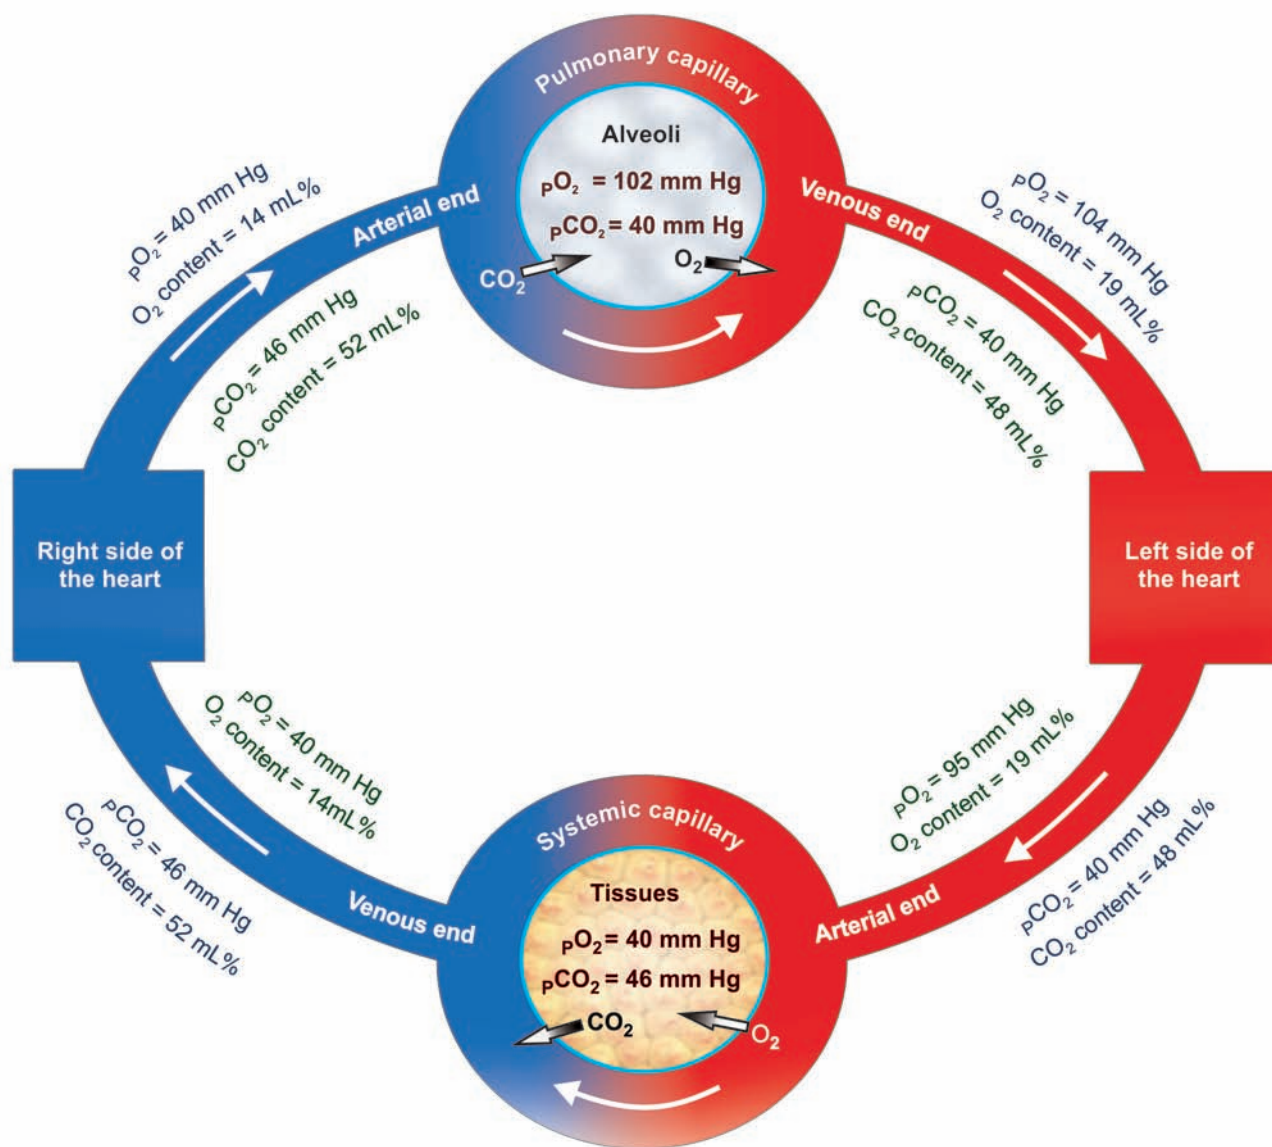 Pulmonary capillary
Alveoli
PO₂ = 102 mm Hg
PCO₂ = 40 mm Hg
CO₂
O₂
Arterial end
Venous end
PO₂ = 40 mm Hg
O₂ content = 14 mL%
PCO₂ = 46 mm Hg
CO₂ content = 52 mL%
PO₂ = 104 mm Hg
O₂ content = 19 mL%
PCO₂ = 40 mm Hg
CO₂ content = 48 mL%
Right side of
the heart
Left side of
the heart
PO₂ = 40 mm Hg
O₂ content = 14mL%
PCO₂ = 46 mm Hg
CO₂ content = 52 mL%
PO₂ = 95 mm Hg
O₂ content = 19 mL%
PCO₂ = 40 mm Hg
CO₂ content = 48 mL%
Venous end
Arterial end
Systemic capillary
Tissues
PO₂ = 40 mm Hg
PCO₂ = 46 mm Hg
CO₂
O₂